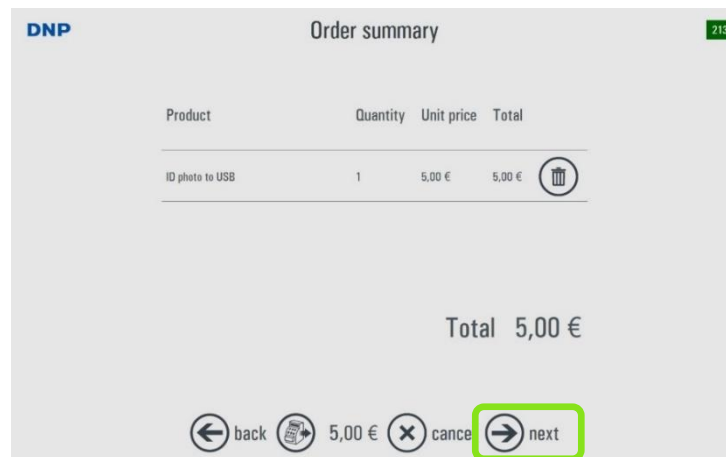 DNP Order summary 213
Product Quantity Unit price Total
ID photo to USB 1 5,00 € 5,00 €
Total 5,00 €
back 5,00 € cance next